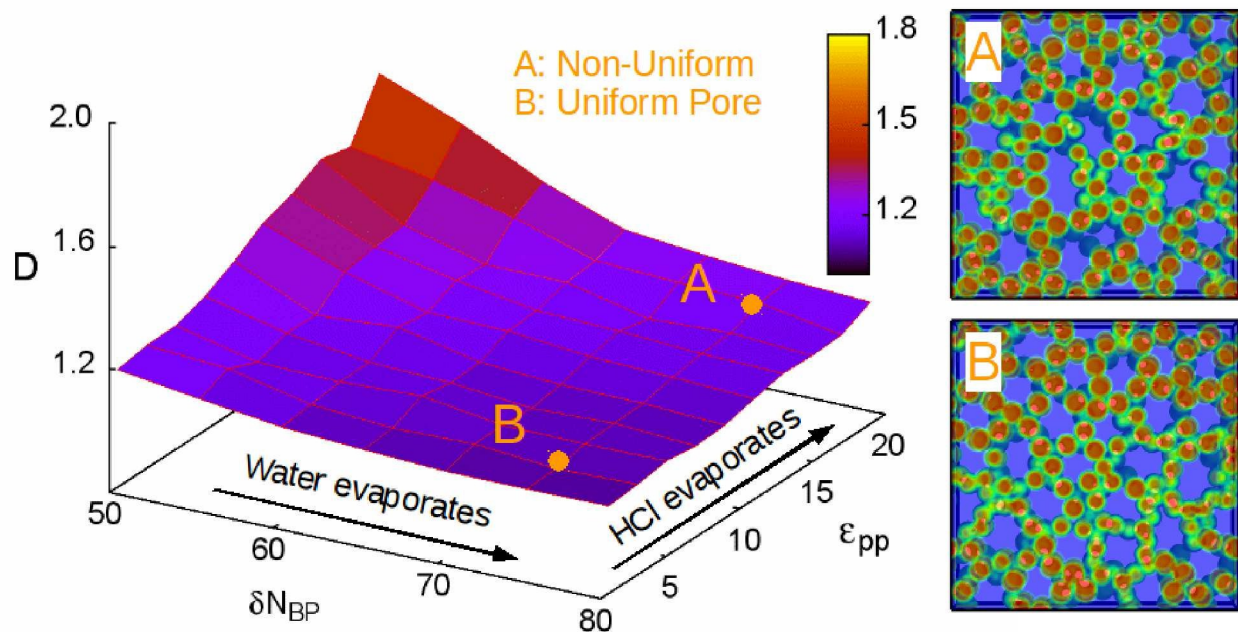 A: Non-Uniform
B: Uniform Pore
1.8
1.5
1.2
2.0
1.6
1.2
D
A
B
Water evaporates
HCl evaporates
50
60
70
80
δN_BP
5
10
15
20
ε_pp
A
B